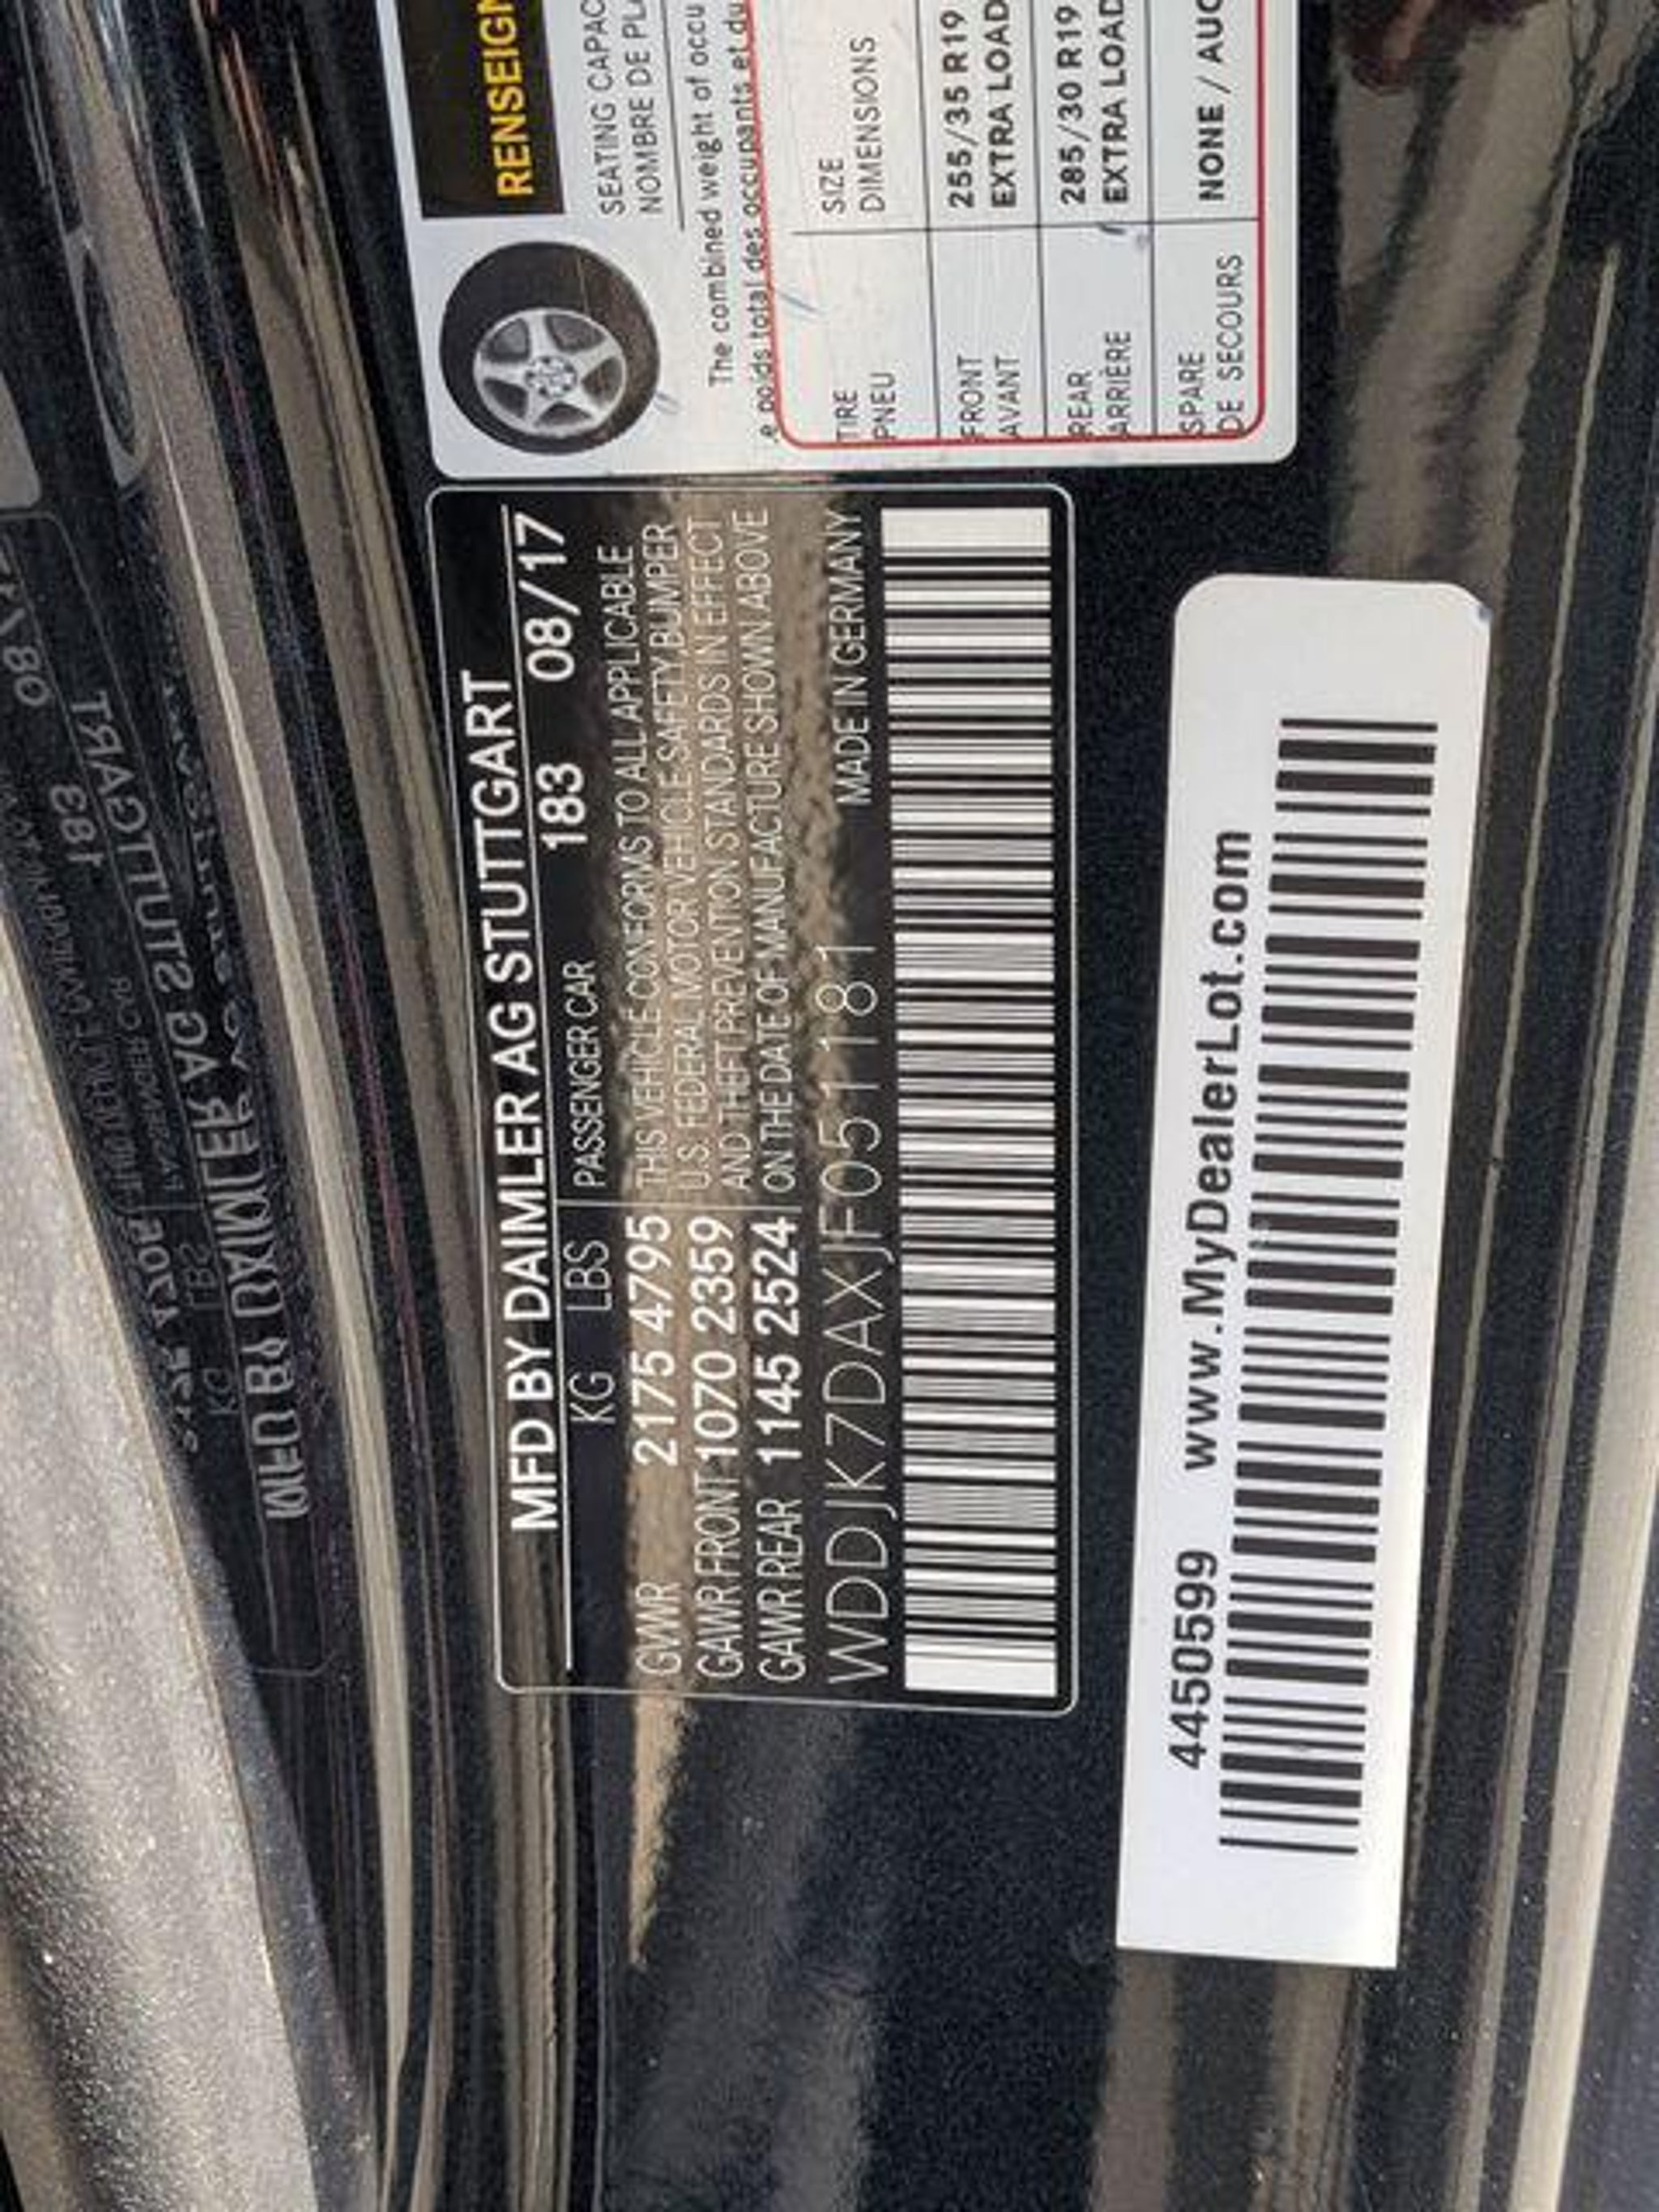 MFD BY DAIMLER AG STUTTGART
KG LBS PASSENGER CAR 183 08/17
GVWR 2175 4795 THIS VEHICLE CONFORMS TO ALL APPLICABLE
GAWR FRONT 1070 2359 U.S. FEDERAL MOTOR VEHICLE SAFETY BUMPER
GAWR REAR 1145 2524 AND THEFT PREVENTION STANDARDS IN EFFECT
ON THE DATE OF MANUFACTURE SHOWN ABOVE
WDDJK7DAXJF051181 MADE IN GERMANY
RENSEIGN
SEATING CAPAC
NOMBRE DE PLA
The combined weight of occu
e poids total des occupants et du
TIRE SIZE
PNEU DIMENSIONS
FRONT 255/35 R19
AVANT EXTRA LOAD
REAR 285/30 R19
ARRIÈRE EXTRA LOAD
SPARE NONE / AUC
DE SECOURS
4450599 www.MyDealerLot.com